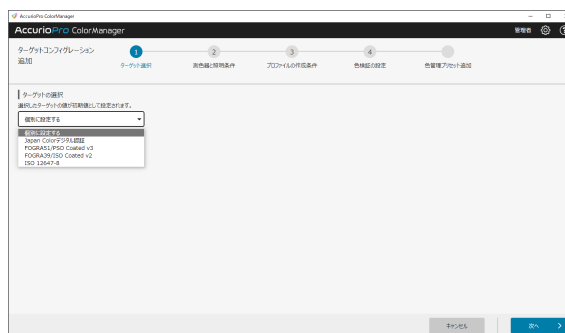 AccurioPro ColorManager
AccurioPro ColorManager
管理者
ターゲットコンフィグレーション
追加
1
2
3
4
ターゲット選択
測色器と照明条件
プロファイルの作成条件
色検証の設定
色管理プリセット追加
ターゲットの選択
選択したターゲットの値が初期値として設定されます。
個別に設定する
個別に設定する
Japan Colorデジタル認証
FOGRA51/PSO Coated v3
FOGRA39/ISO Coated v2
ISO 12647-8
キャンセル
次へ